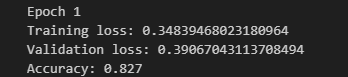 Epoch 1
Training loss: 0.34839468023180964
Validation loss: 0.39067043113708494
Accuracy: 0.827